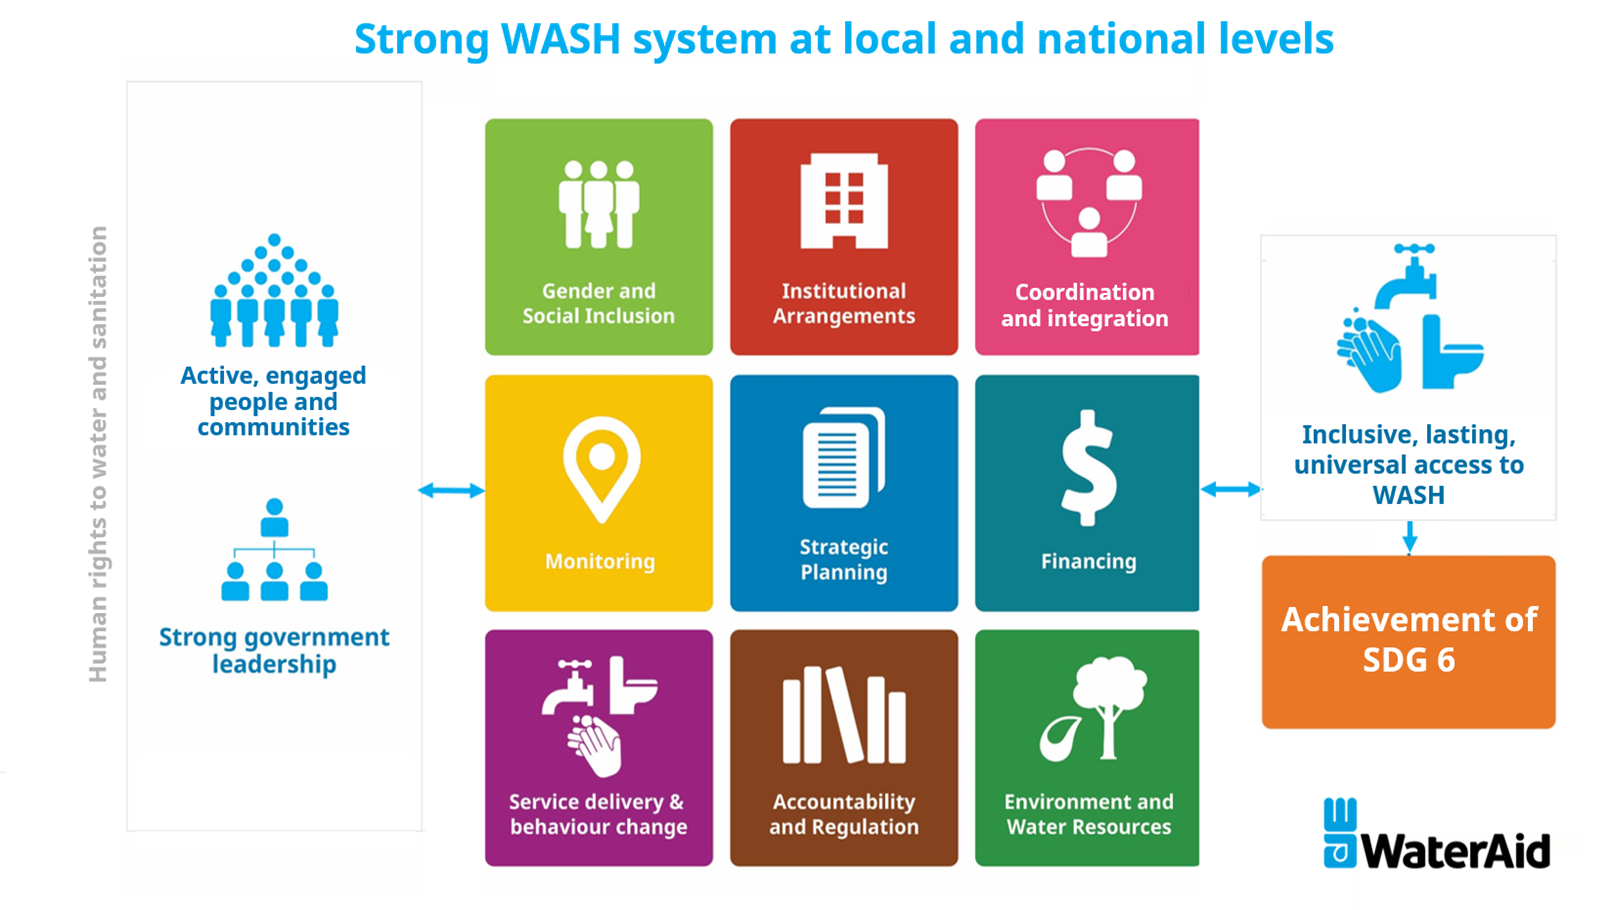 Strong WASH system at local and national levels
Human rights to water and sanitation
Active, engaged
people and
communities
Strong government
leadership
Gender and
Social Inclusion
Institutional
Arrangements
Coordination
and integration
Monitoring
Strategic
Planning
Financing
Service delivery &
behaviour change
Accountability
and Regulation
Environment and
Water Resources
Inclusive, lasting,
universal access to
WASH
Achievement of
SDG 6
WaterAid